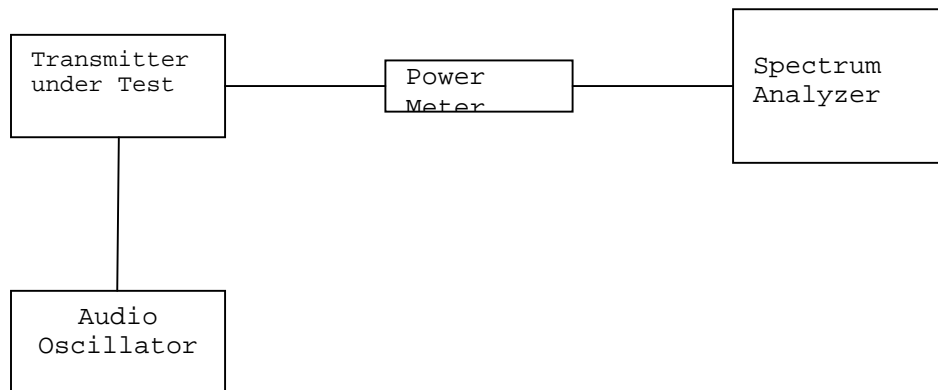 Transmitter
under Test
Power
Meter
Spectrum
Analyzer
Audio
Oscillator